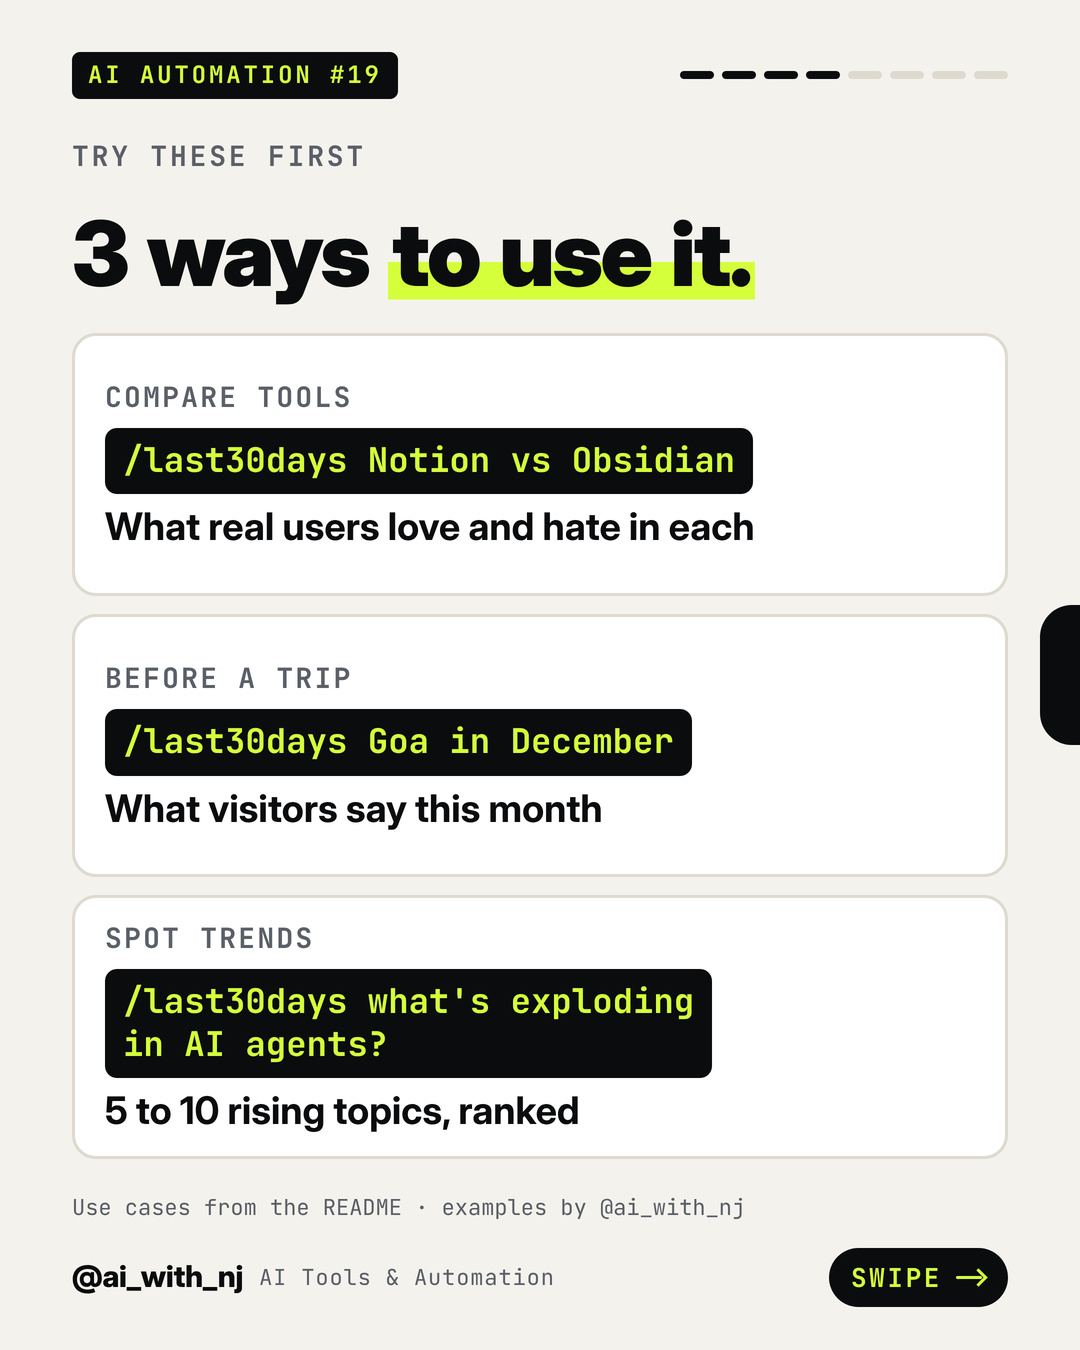 AI AUTOMATION #19
TRY THESE FIRST
3 ways to use it.
COMPARE TOOLS
/last30days Notion vs Obsidian
What real users love and hate in each
BEFORE A TRIP
/last30days Goa in December
What visitors say this month
SPOT TRENDS
/last30days what's exploding
in AI agents?
5 to 10 rising topics, ranked
Use cases from the README · examples by @ai_with_nj
@ai_with_nj AI Tools & Automation
SWIPE →